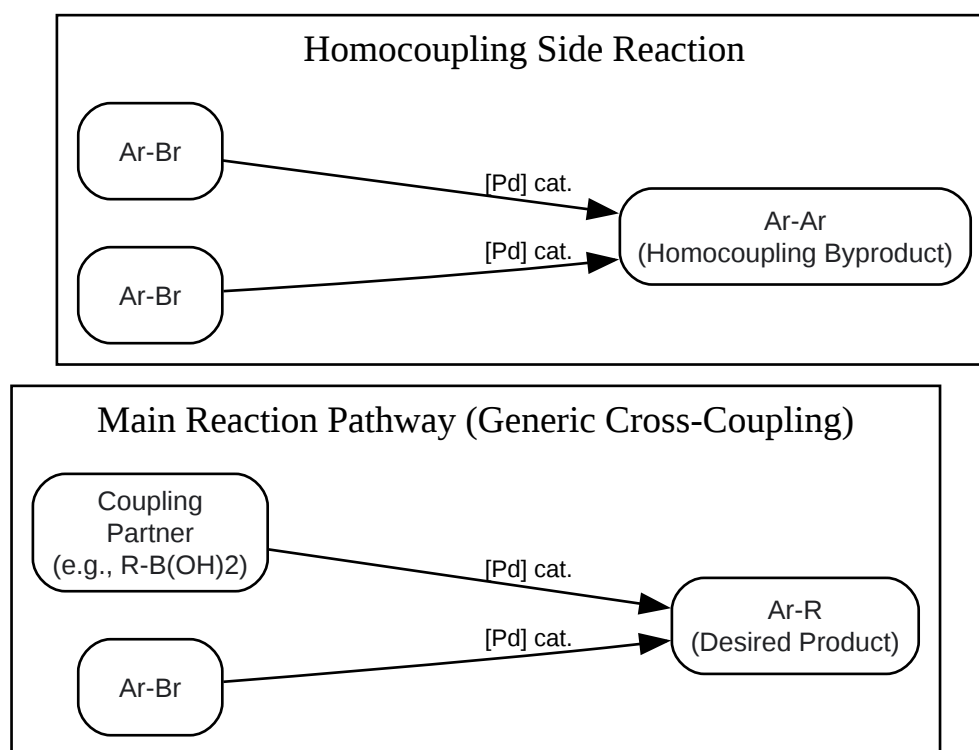 Homocoupling Side Reaction
Ar-Br
[Pd] cat.
Ar-Ar
(Homocoupling Byproduct)
[Pd] cat.
Ar-Br
Main Reaction Pathway (Generic Cross-Coupling)
Coupling
Partner
(e.g., R-B(OH)2)
[Pd] cat.
Ar-R
(Desired Product)
[Pd] cat.
Ar-Br